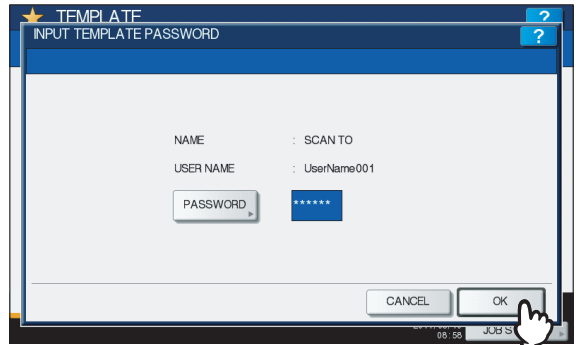 TEMPLATE ?
INPUT TEMPLATE PASSWORD ?
NAME : SCAN TO
USER NAME : UserName001
PASSWORD ******
CANCEL OK
08:58 JOB S